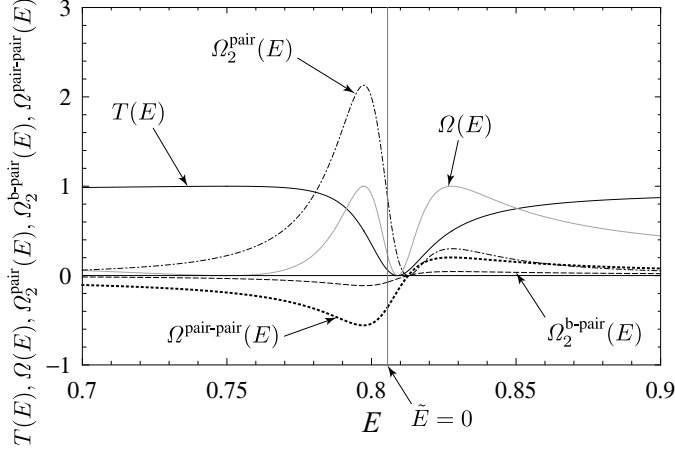 T(E), Ω(E), Ω₂^pair(E), Ω₂^b-pair(E), Ω^pair-pair(E)
3
Ω₂^pair(E)
2
T(E)
Ω(E)
1
0
Ω^pair-pair(E)
Ω₂^b-pair(E)
−1
0.7 0.75 0.8 0.85 0.9
E
Ẽ = 0